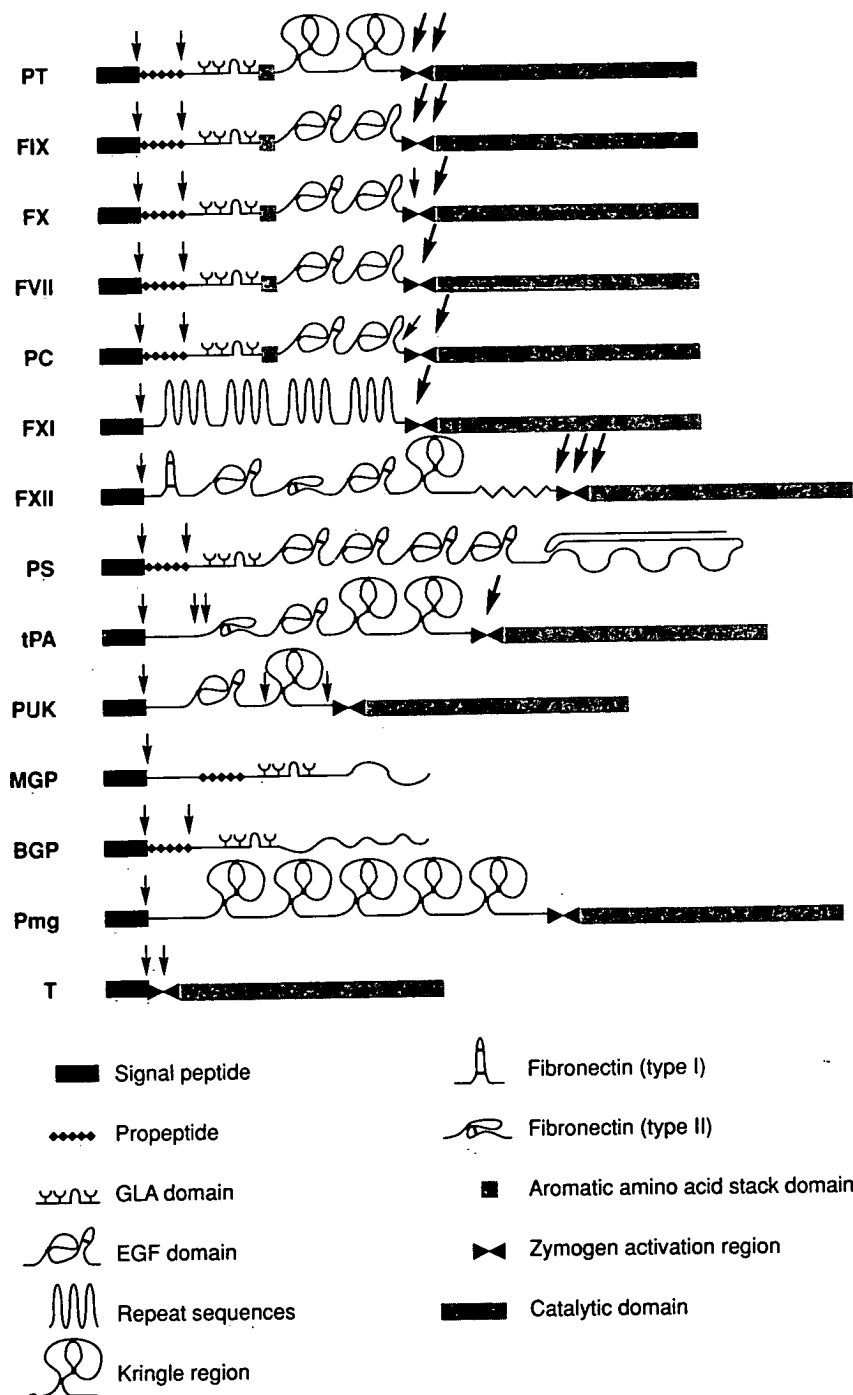 PT
FIX
FX
FVII
PC
FXI
FXII
PS
tPA
PUK
MGP
BGP
Pmg
T
Signal peptide
Propeptide
GLA domain
EGF domain
Repeat sequences
Kringle region
Fibronectin (type I)
Fibronectin (type II)
Aromatic amino acid stack domain
Zymogen activation region
Catalytic domain